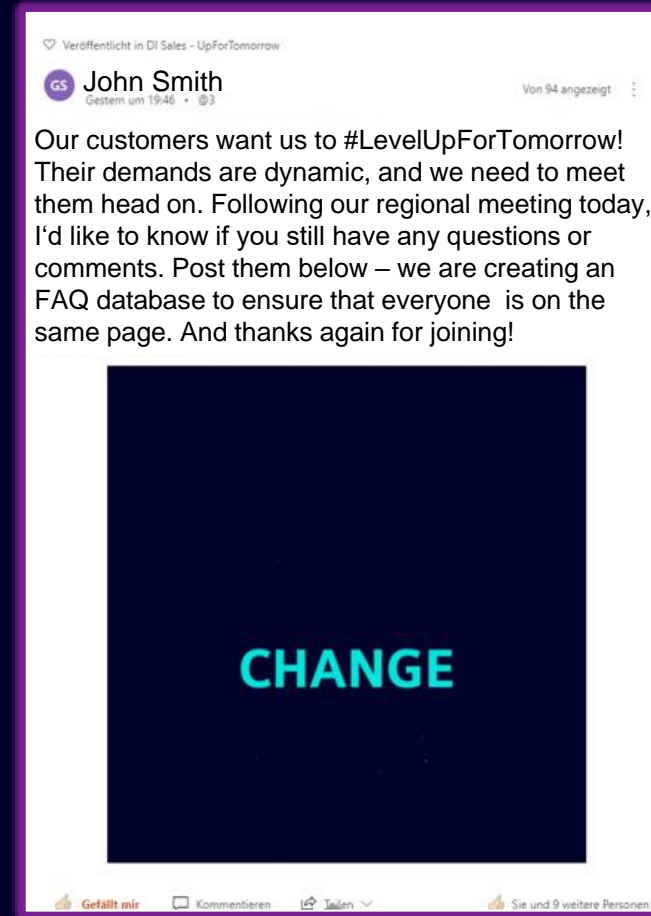 Veröffentlicht in DI Sales - UpForTomorrow
GS John Smith
Von 94 angezeigt
Gestern um 19:46 • @3
Our customers want us to #LevelUpForTomorrow!
Their demands are dynamic, and we need to meet
them head on. Following our regional meeting today,
I‘d like to know if you still have any questions or
comments. Post them below – we are creating an
FAQ database to ensure that everyone  is on the
same page. And thanks again for joining!
CHANGE
Gefällt mir Kommentieren Teilen Sie und 9 weitere Personen